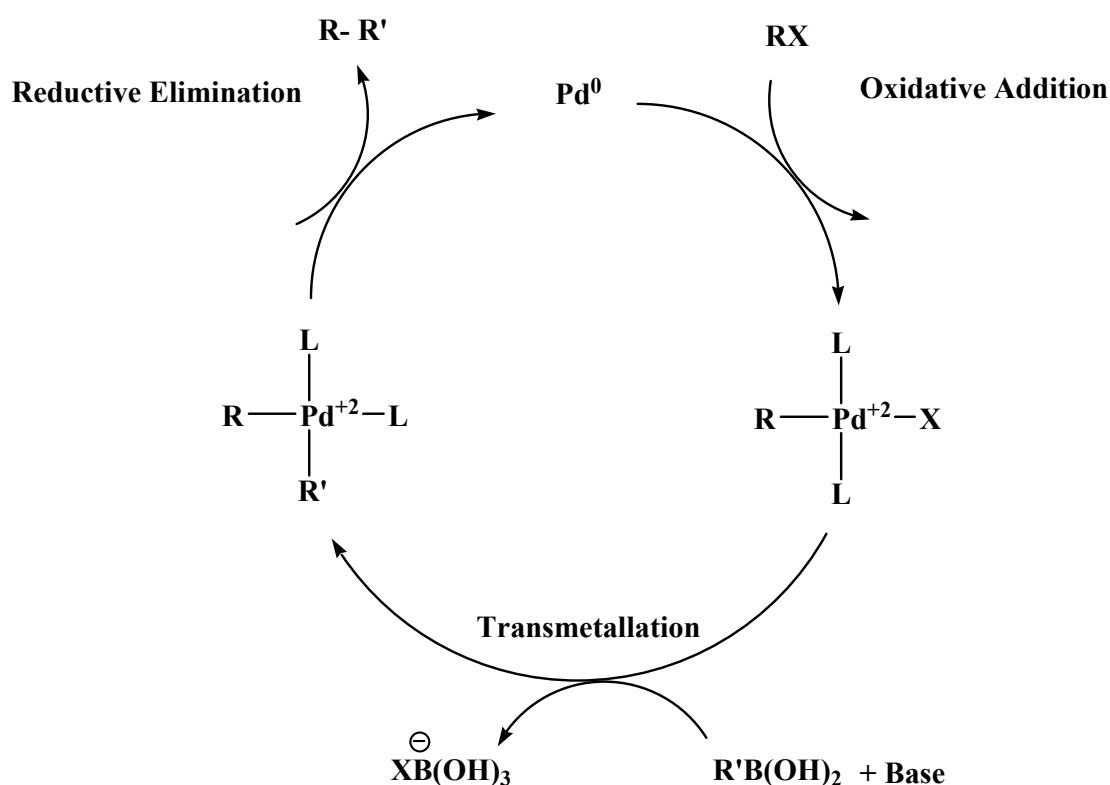 R- R'
RX
Reductive Elimination
Pd⁰
Oxidative Addition
L
R Pd⁺² L
R'
L
R Pd⁺² X
L
Transmetallation
⊖
XB(OH)₃
R'B(OH)₂ + Base